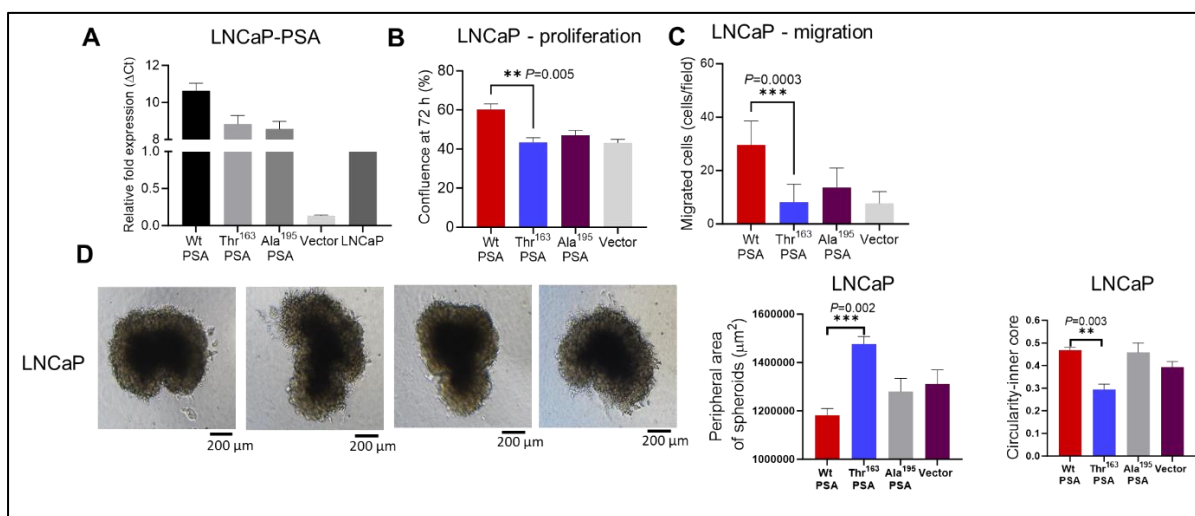 A
LNCaP-PSA
Relative fold expression (ΔCt)
10
8
1.0
0.5
0.0
Wt PSA
Thr¹⁶³ PSA
Ala¹⁹⁵ PSA
Vector
LNCaP
B
LNCaP - proliferation
Confluence at 72 h (%)
80
60
40
20
0
** P=0.005
Wt PSA
Thr¹⁶³ PSA
Ala¹⁹⁵ PSA
Vector
C
LNCaP - migration
Migrated cells (cells/field)
60
40
20
0
P=0.0003
***
Wt PSA
Thr¹⁶³ PSA
Ala¹⁹⁵ PSA
Vector
D
LNCaP
200 µm
200 µm
200 µm
200 µm
LNCaP
Peripheral area
of spheroids (µm²)
1600000
1400000
1200000
1000000
P=0.002
***
Wt PSA
Thr¹⁶³ PSA
Ala¹⁹⁵ PSA
Vector
LNCaP
Circularity-inner core
0.6
0.5
0.4
0.3
0.2
0.1
0.0
P=0.003
**
Wt PSA
Thr¹⁶³ PSA
Ala¹⁹⁵ PSA
Vector